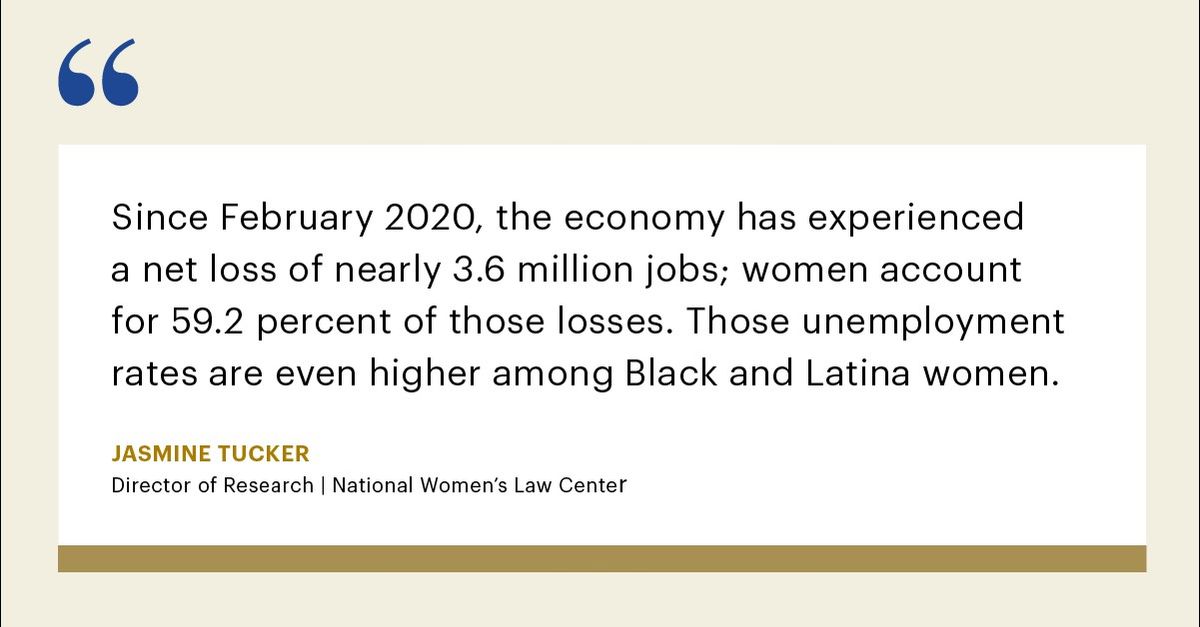 “
Since February 2020, the economy has experienced
a net loss of nearly 3.6 million jobs; women account
for 59.2 percent of those losses. Those unemployment
rates are even higher among Black and Latina women.
JASMINE TUCKER
Director of Research | National Women’s Law Center